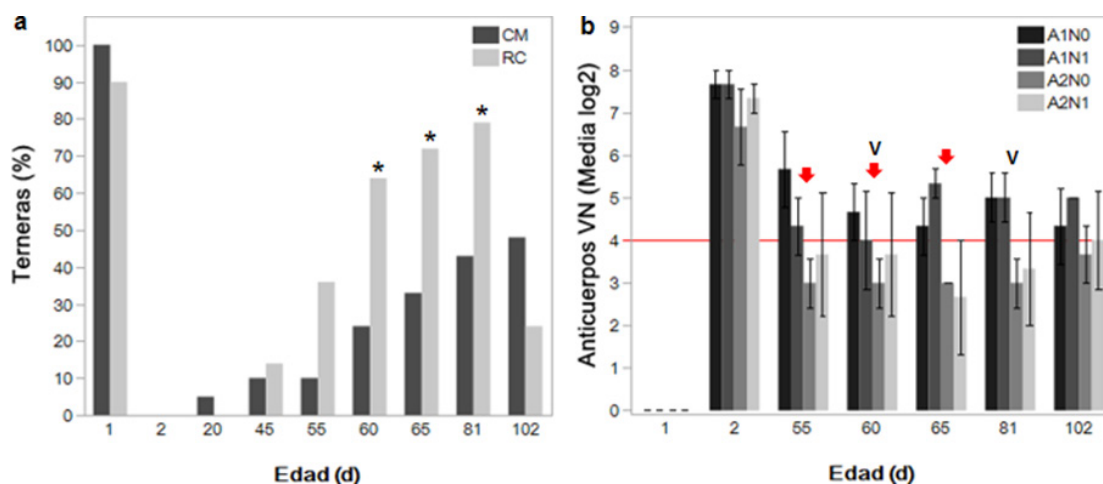 a
CM
RC
Terneras (%)
100
90
80
70
60
50
40
30
20
10
0
* * *
1 2 20 45 55 60 65 81 102
Edad (d)
b
A1N0
A1N1
A2N0
A2N1
Anticuerpos VN (Media log2)
9
8
7
6
5
4
3
2
1
0
V V
1 2 55 60 65 81 102
Edad (d)